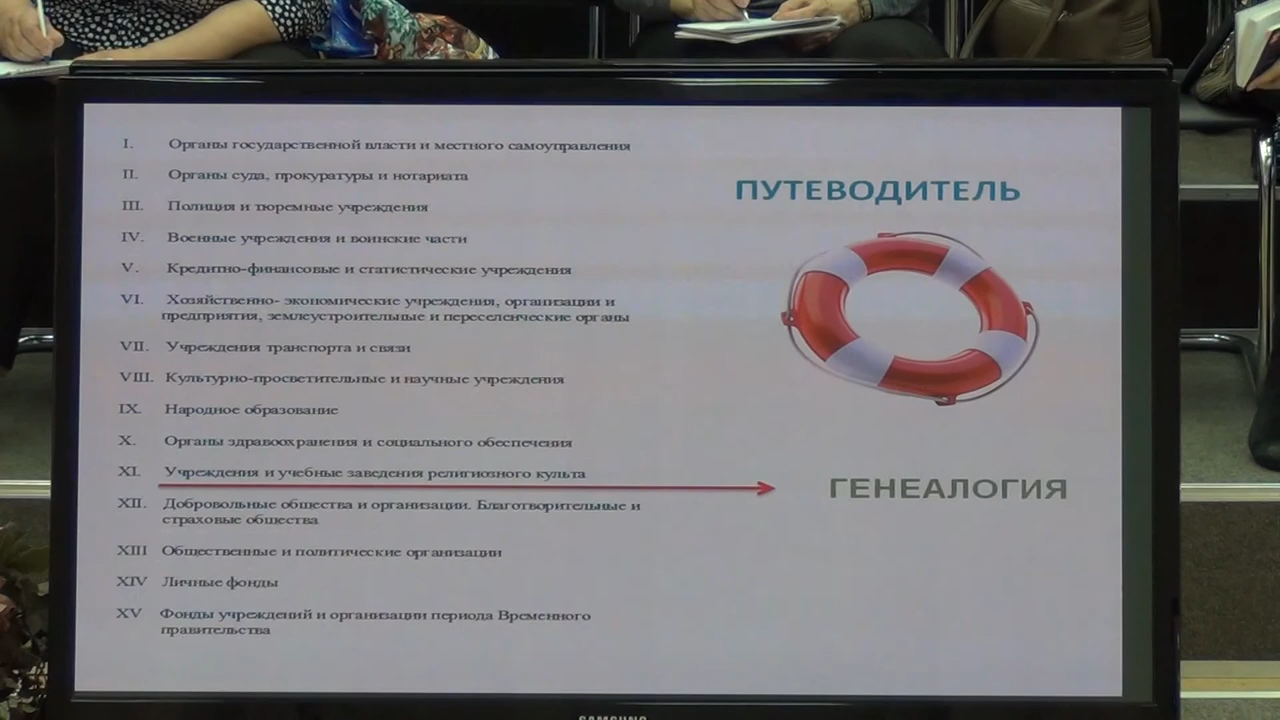 I. Органы государственной власти и местного самоуправления
II. Органы суда, прокуратуры и нотариата
III. Полиция и тюремные учреждения
IV. Военные учреждения и воинские части
V. Кредитно-финансовые и статистические учреждения
VI. Хозяйственно- экономические учреждения, организации и
предприятия, землеустроительные и переселенческие органы
VII. Учреждения транспорта и связи
VIII. Культурно-просветительные и научные учреждения
IX. Народное образование
X. Органы здравоохранения и социального обеспечения
XI. Учреждения и учебные заведения религиозного культа
XII. Добровольные общества и организации. Благотворительные и
страховые общества
XIII Общественные и политические организации
XIV Личные фонды
XV Фонды учреждений и организации периода Временного
правительства
ПУТЕВОДИТЕЛЬ
ГЕНЕАЛОГИЯ
SAMSUNG